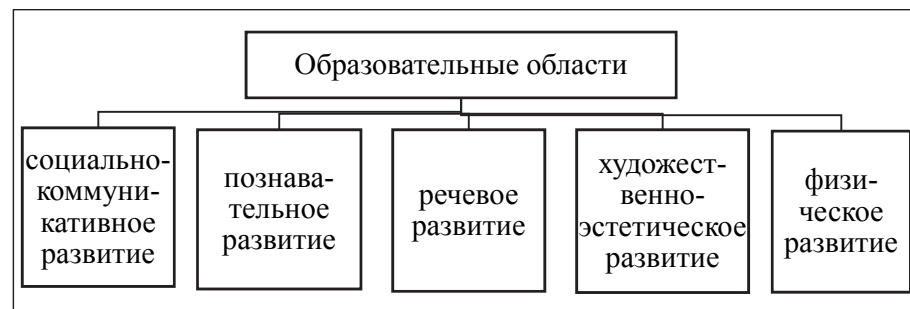 Образовательные области
социально-
коммуни-
кативное
развитие
познава-
тельное
развитие
речевое
развитие
художест-
венно-
эстетическое
развитие
физи-
ческое
развитие